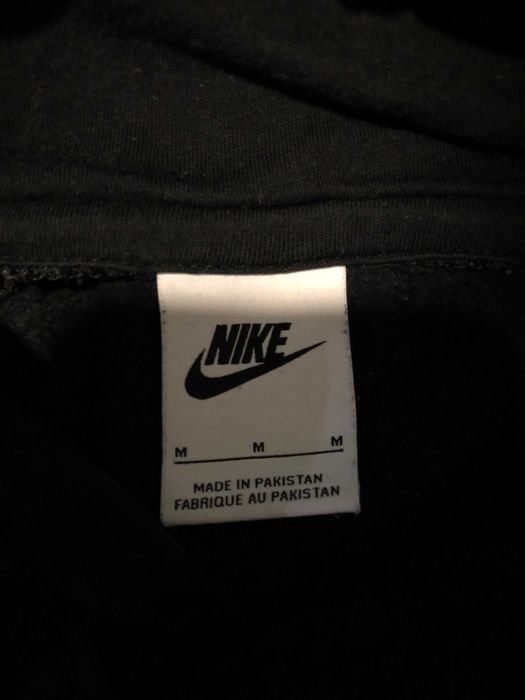 NIKE
M M M
MADE IN PAKISTAN
FABRIQUE AU PAKISTAN